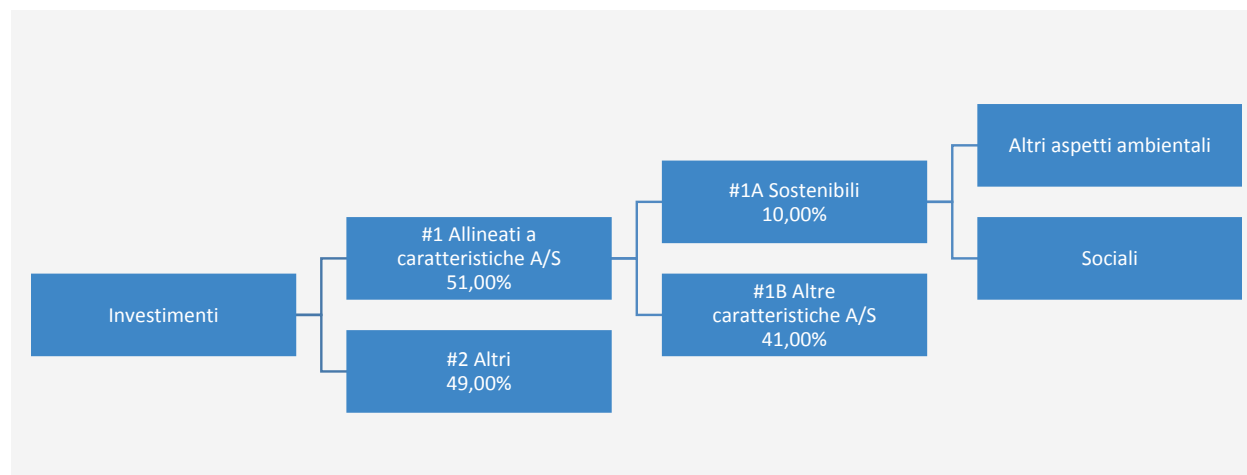 Investimenti
#1 Allineati a
caratteristiche A/S
51,00%
#2 Altri
49,00%
#1A Sostenibili
10,00%
#1B Altre
caratteristiche A/S
41,00%
Altri aspetti ambientali
Sociali